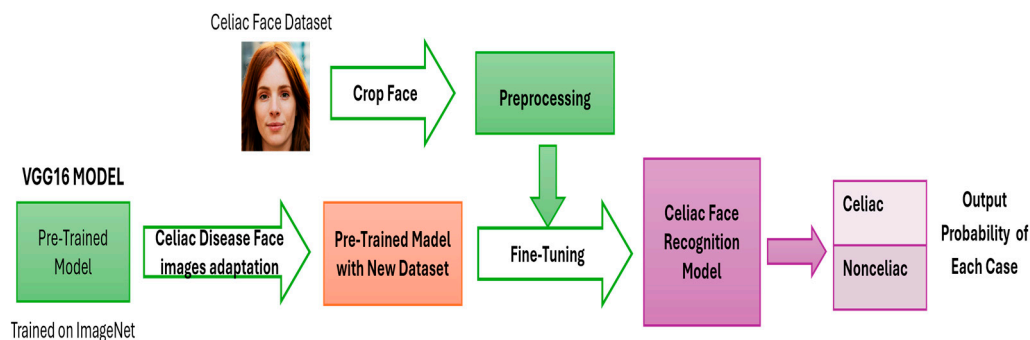 Celiac Face Dataset
Crop Face
Preprocessing
VGG16 MODEL
Pre-Trained
Model
Trained on ImageNet
Celiac Disease Face
images adaptation
Pre-Trained Madel
with New Dataset
Fine-Tuning
Celiac Face
Recognition
Model
Celiac
Nonceliac
Output
Probability of
Each Case